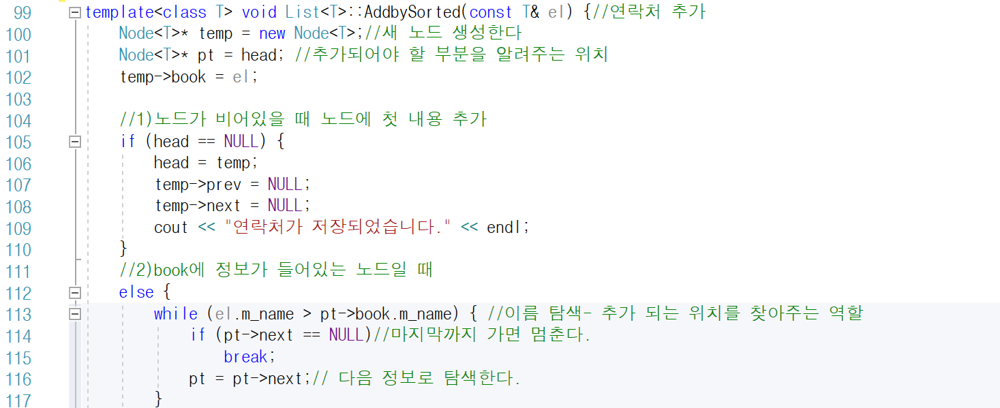 99 template<class T> void List<T>::AddbySorted(const T& el) {//연락처 추가
100 Node<T>* temp = new Node<T>;//새 노드 생성한다
101 Node<T>* pt = head; //추가되어야 할 부분을 알려주는 위치
102 temp->book = el;
103
104 //1)노드가 비어있을 때 노드에 첫 내용 추가
105 if (head == NULL) {
106 head = temp;
107 temp->prev = NULL;
108 temp->next = NULL;
109 cout << "연락처가 저장되었습니다." << endl;
110 }
111 //2)book에 정보가 들어있는 노드일 때
112 else {
113 while (el.m_name > pt->book.m_name) { //이름 탐색- 추가 되는 위치를 찾아주는 역할
114 if (pt->next == NULL)//마지막까지 가면 멈춘다.
115 break;
116 pt = pt->next;// 다음 정보로 탐색한다.
117 }